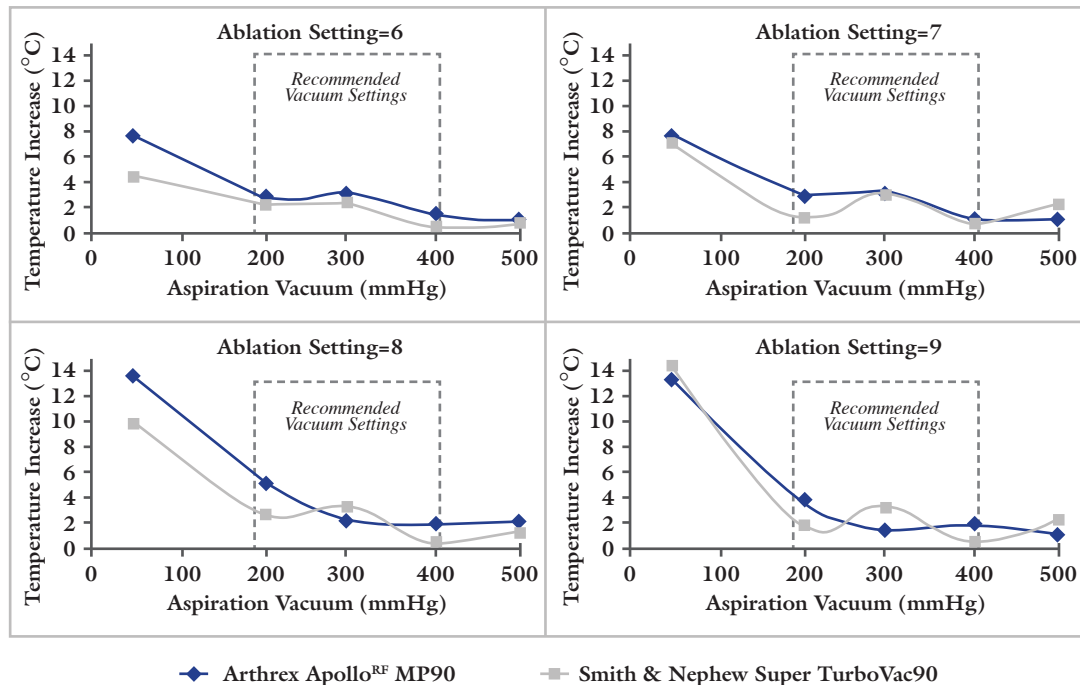 Ablation Setting=6
Temperature Increase (°C)
14
12
10
8
6
4
2
0
Recommended
Vacuum Settings
0 100 200 300 400 500
Aspiration Vacuum (mmHg)
Ablation Setting=7
Temperature Increase (°C)
14
12
10
8
6
4
2
0
Recommended
Vacuum Settings
0 100 200 300 400 500
Aspiration Vacuum (mmHg)
Ablation Setting=8
Temperature Increase (°C)
14
12
10
8
6
4
2
0
Recommended
Vacuum Settings
0 100 200 300 400 500
Aspiration Vacuum (mmHg)
Ablation Setting=9
Temperature Increase (°C)
14
12
10
8
6
4
2
0
Recommended
Vacuum Settings
0 100 200 300 400 500
Aspiration Vacuum (mmHg)
Arthrex Apollo^RF MP90 Smith & Nephew Super TurboVac90